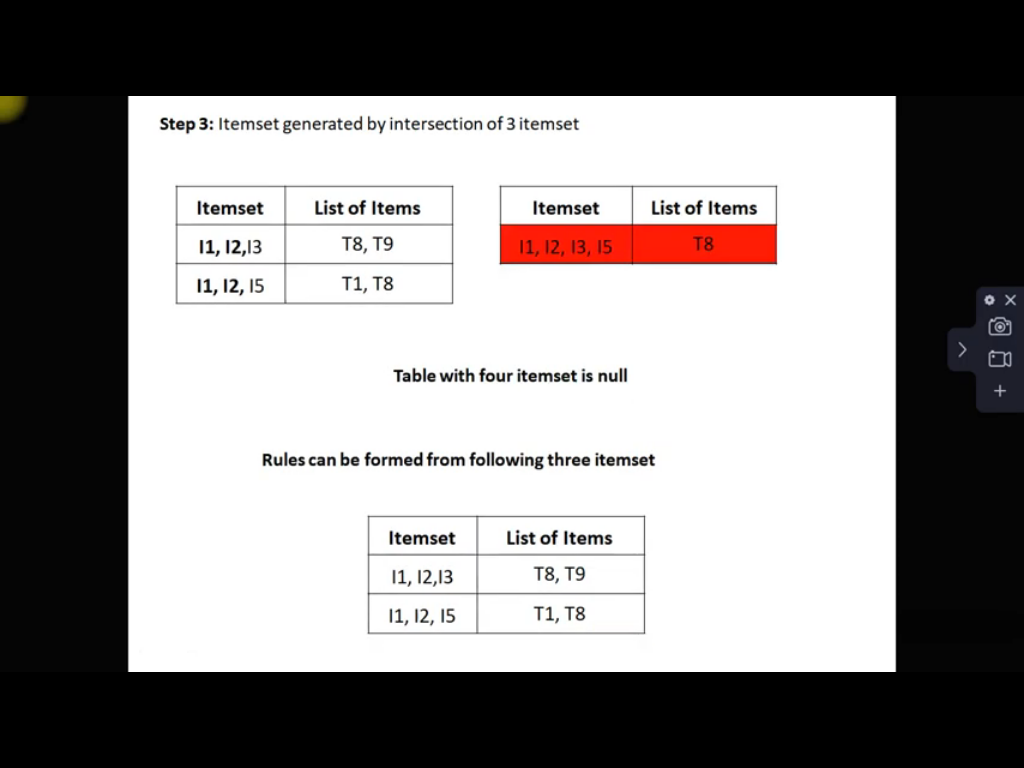 Step 3: Itemset generated by intersection of 3 itemset
Itemset List of Items
I1, I2,I3 T8, T9
I1, I2, I5 T1, T8
Itemset List of Items
I1, I2, I3, I5 T8
Table with four itemset is null
Rules can be formed from following three itemset
Itemset List of Items
I1, I2,I3 T8, T9
I1, I2, I5 T1, T8